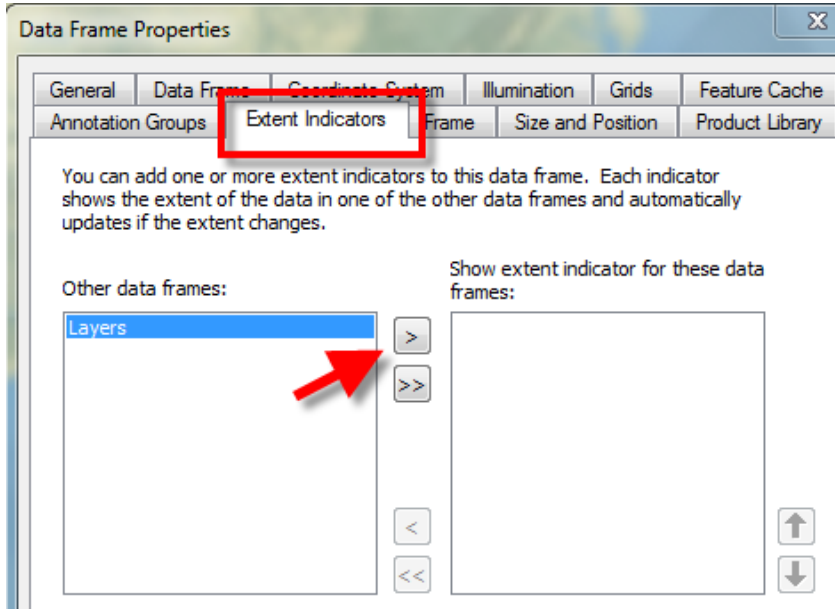 Data Frame Properties
General Data Frame Coordinate System Illumination Grids Feature Cache
Annotation Groups Extent Indicators Frame Size and Position Product Library
You can add one or more extent indicators to this data frame. Each indicator
shows the extent of the data in one of the other data frames and automatically
updates if the extent changes.
Other data frames:
Show extent indicator for these data
frames:
Layers
>
>>
<
<<